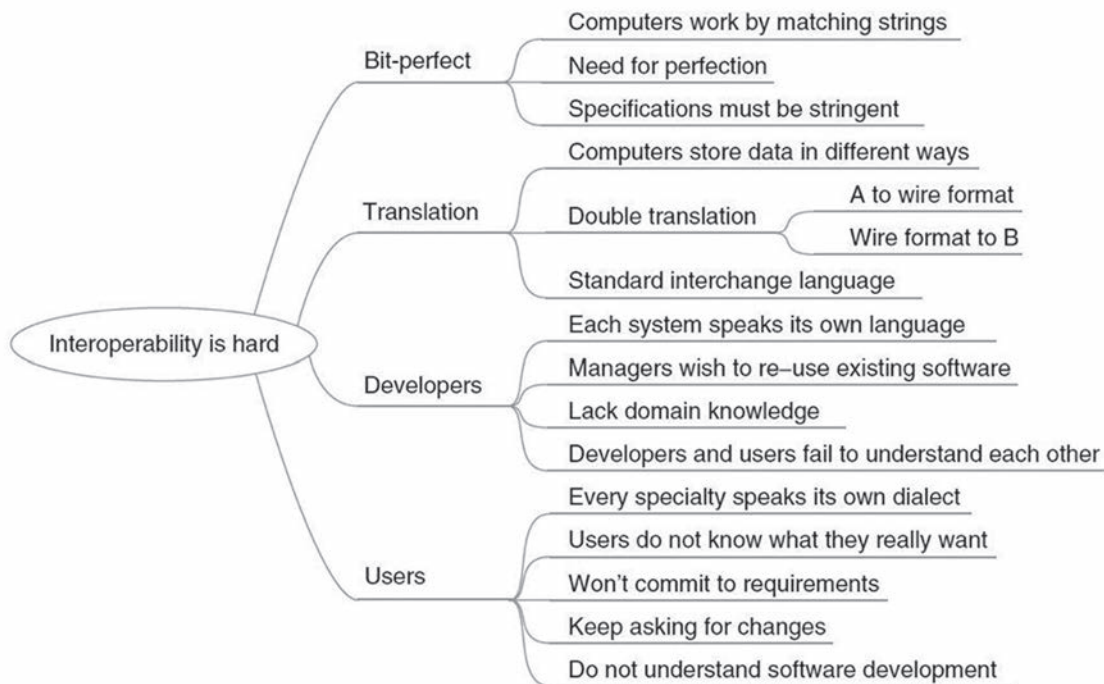 Interoperability is hard
Bit-perfect
Computers work by matching strings
Need for perfection
Specifications must be stringent
Translation
Computers store data in different ways
Double translation
A to wire format
Wire format to B
Standard interchange language
Developers
Each system speaks its own language
Managers wish to re–use existing software
Lack domain knowledge
Developers and users fail to understand each other
Users
Every specialty speaks its own dialect
Users do not know what they really want
Won’t commit to requirements
Keep asking for changes
Do not understand software development